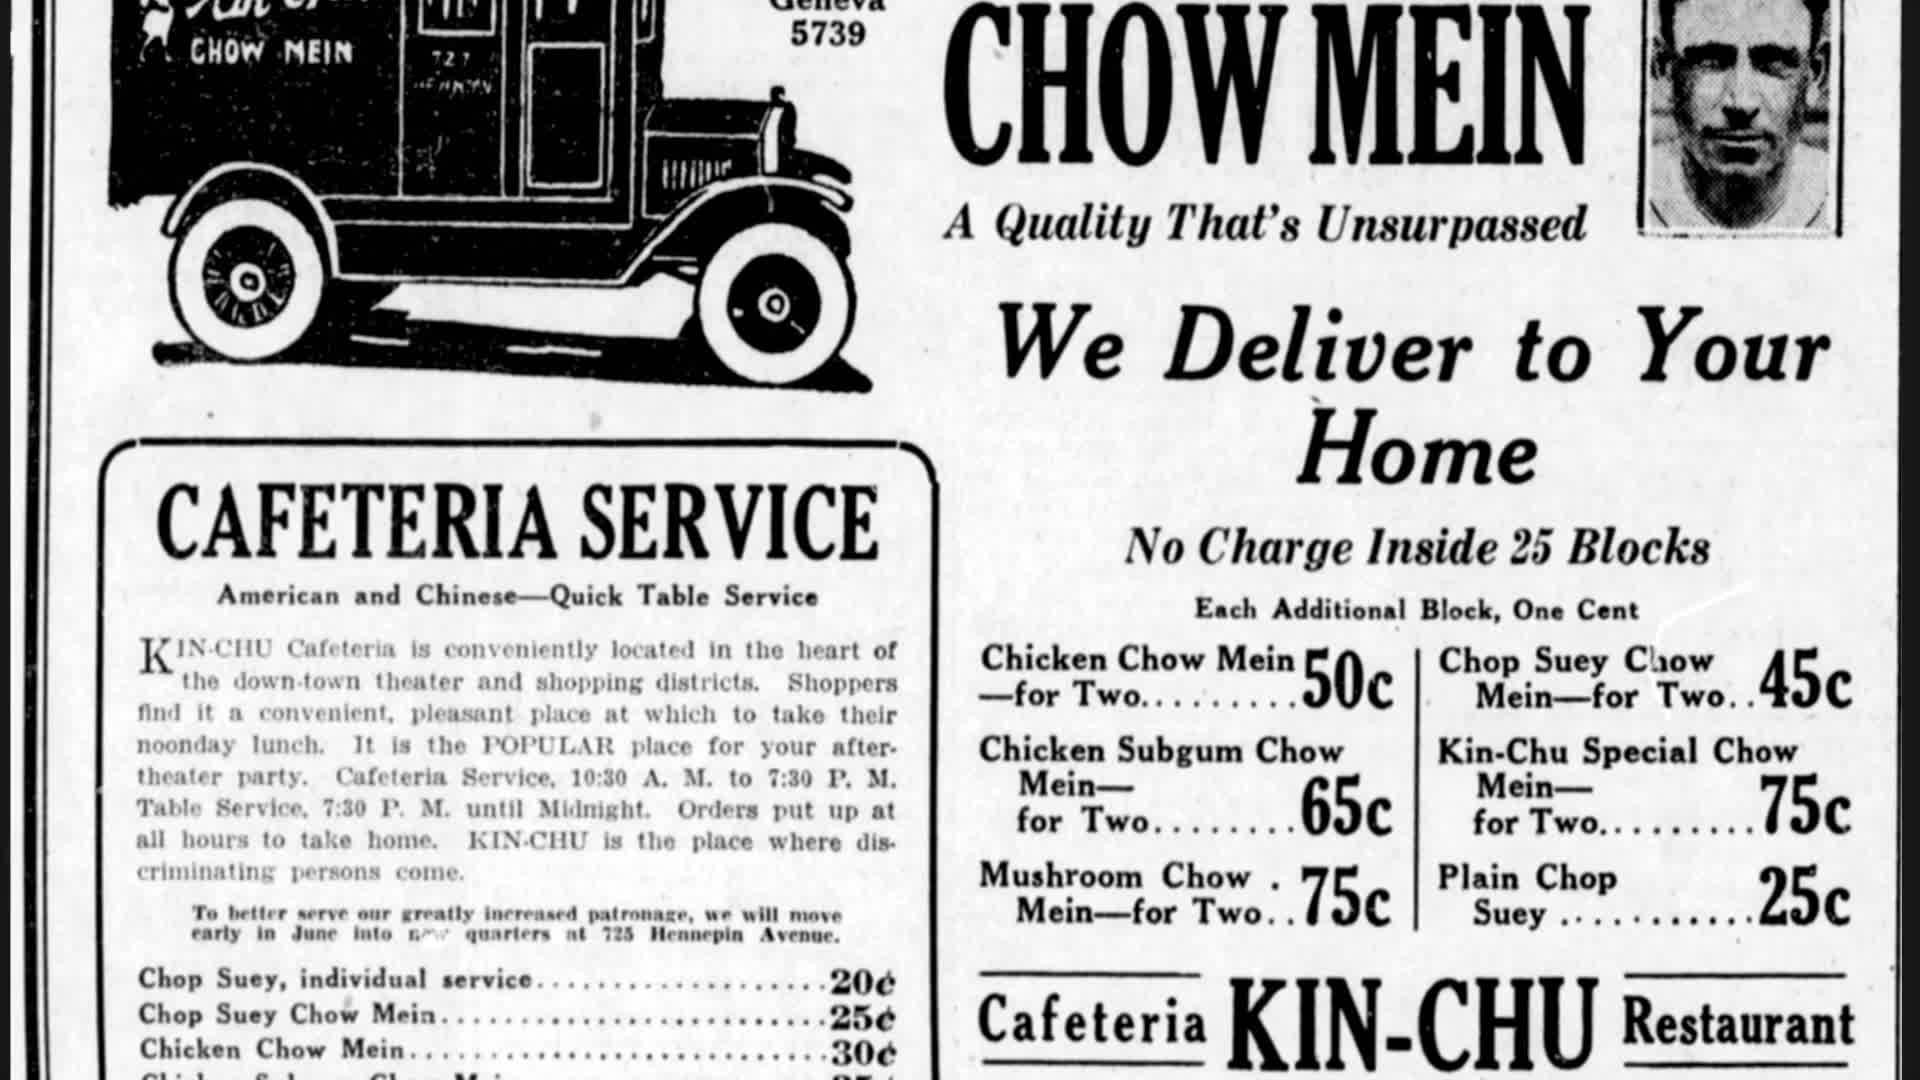 CHOW MEIN
727
Geneva
5739
CHOW MEIN
A Quality That's Unsurpassed
We Deliver to Your
Home
No Charge Inside 25 Blocks
Each Additional Block, One Cent
Chicken Chow Mein
—for Two.........50c
Chicken Subgum Chow
Mein—
for Two........65c
Mushroom Chow .
Mein—for Two..75c
Chop Suey Chow
Mein—for Two..45c
Kin-Chu Special Chow
Mein—
for Two.........75c
Plain Chop
Suey ...........25c
Cafeteria KIN-CHU Restaurant
CAFETERIA SERVICE
American and Chinese—Quick Table Service
KIN-CHU Cafeteria is conveniently located in the heart of
the down-town theater and shopping districts. Shoppers
find it a convenient, pleasant place at which to take their
noonday lunch. It is the POPULAR place for your after-
theater party. Cafeteria Service, 10:30 A. M. to 7:30 P. M.
Table Service, 7:30 P. M. until Midnight. Orders put up at
all hours to take home. KIN-CHU is the place where dis-
criminating persons come.
To better serve our greatly increased patronage, we will move
early in June into new quarters at 725 Hennepin Avenue.
Chop Suey, individual service..................20¢
Chop Suey Chow Mein........................25¢
Chicken Chow Mein..........................30¢